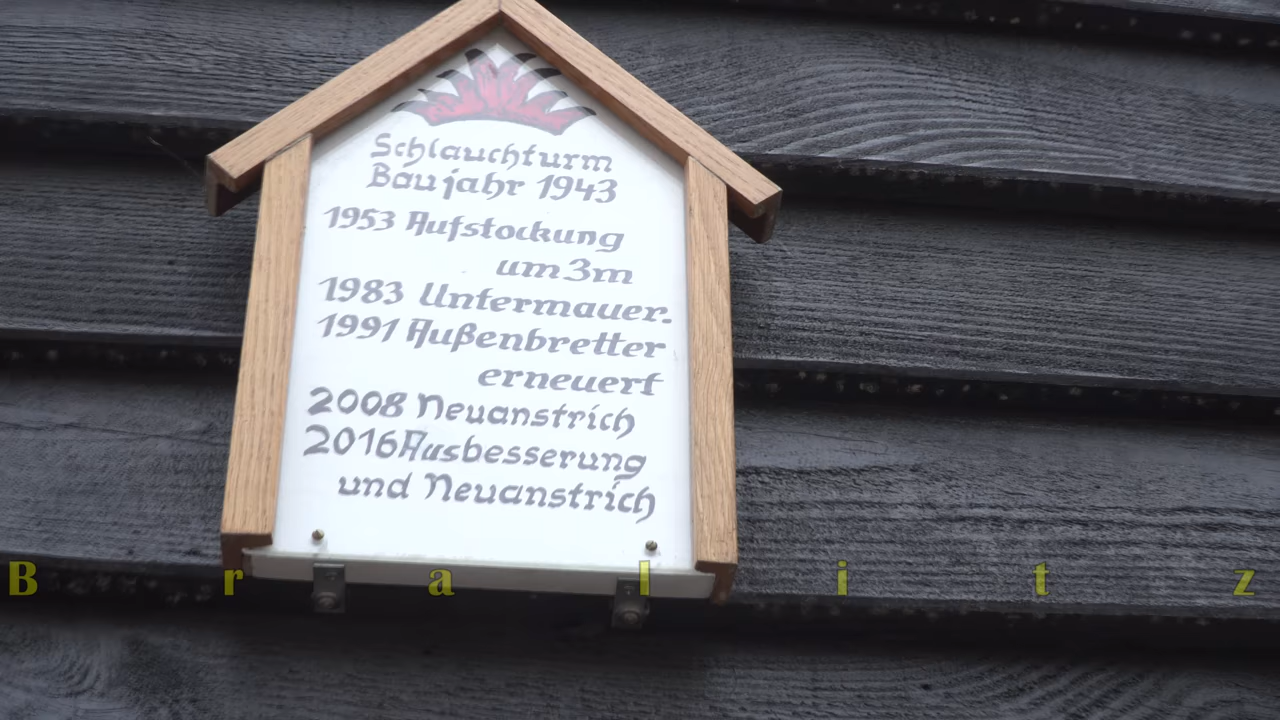 Schlauchturm
Baujahr 1943
1953 Aufstockung
um 3m
1983 Untermauer.
1991 Außenbretter
erneuert
2008 Neuanstrich
2016 Ausbesserung
und Neuanstrich
Bralitz